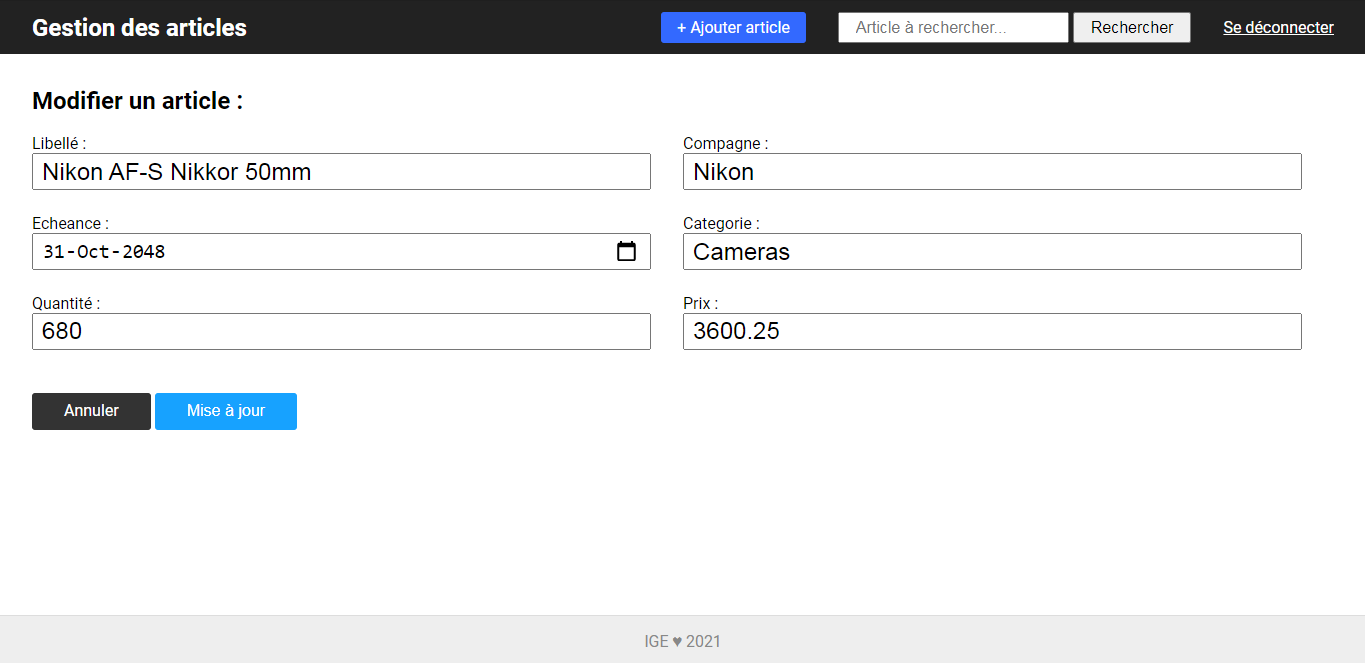 Gestion des articles
+ Ajouter article
Article à rechercher...
Rechercher
Se déconnecter
Modifier un article :
Libellé :
Nikon AF-S Nikkor 50mm
Compagne :
Nikon
Echeance :
31-Oct-2048
Categorie :
Cameras
Quantité :
680
Prix :
3600.25
Annuler
Mise à jour
IGE ♥ 2021